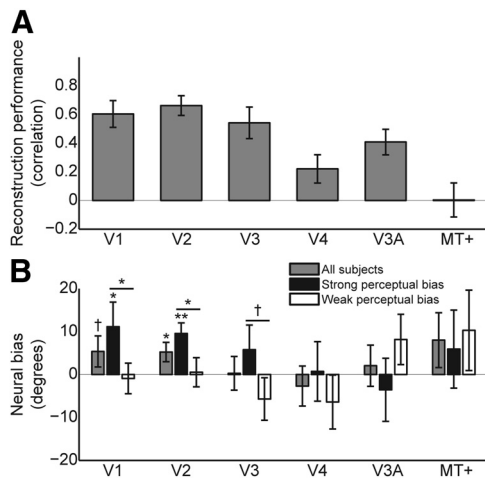 A
Reconstruction performance
(correlation)
0.8
0.6
0.4
0.2
0
−0.2
V1 V2 V3 V4 V3A MT+
B
All subjects
Strong perceptual bias
Weak perceptual bias
Neural bias
(degrees)
20
10
0
−10
−20
† * * * ** * †
V1 V2 V3 V4 V3A MT+